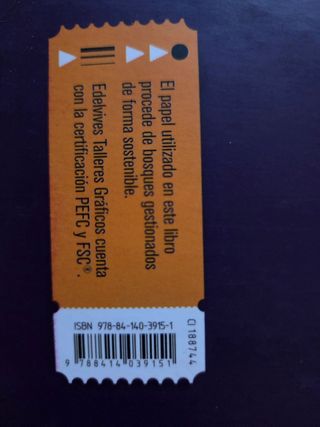 El papel utilizado en este libro
procede de bosques gestionados
de forma sostenible.
Edelvives Talleres Gráficos cuenta
con la certificación PEFC y FSC®.
CI 188744
ISBN 978-84-140-3915-1
9 788414 039151